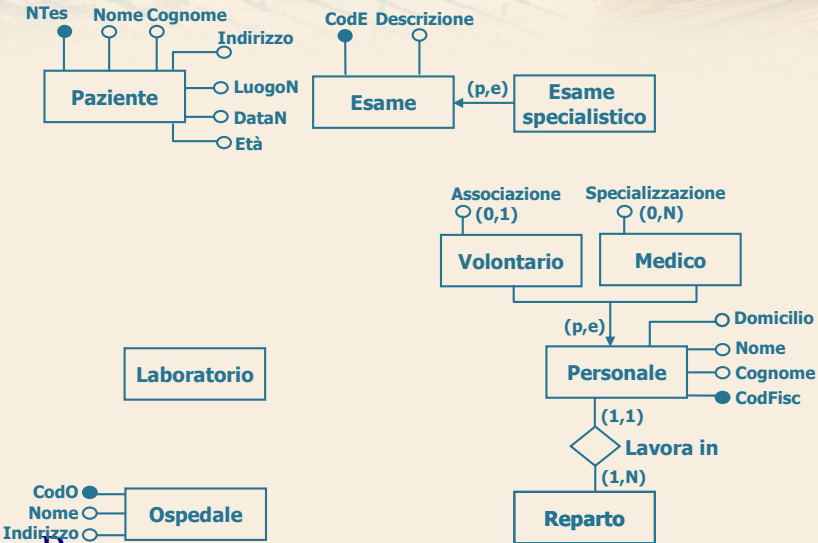 NTes
Nome Cognome
Indirizzo
Paziente
LuogoN
DataN
Età
CodE Descrizione
Esame
(p,e)
Esame
specialistico
Associazione
(0,1)
Specializzazione
(0,N)
Volontario
Medico
(p,e)
Domicilio
Nome
Cognome
CodFisc
Personale
Laboratorio
(1,1)
Lavora in
(1,N)
CodO
Nome
Indirizzo
Ospedale
Reparto